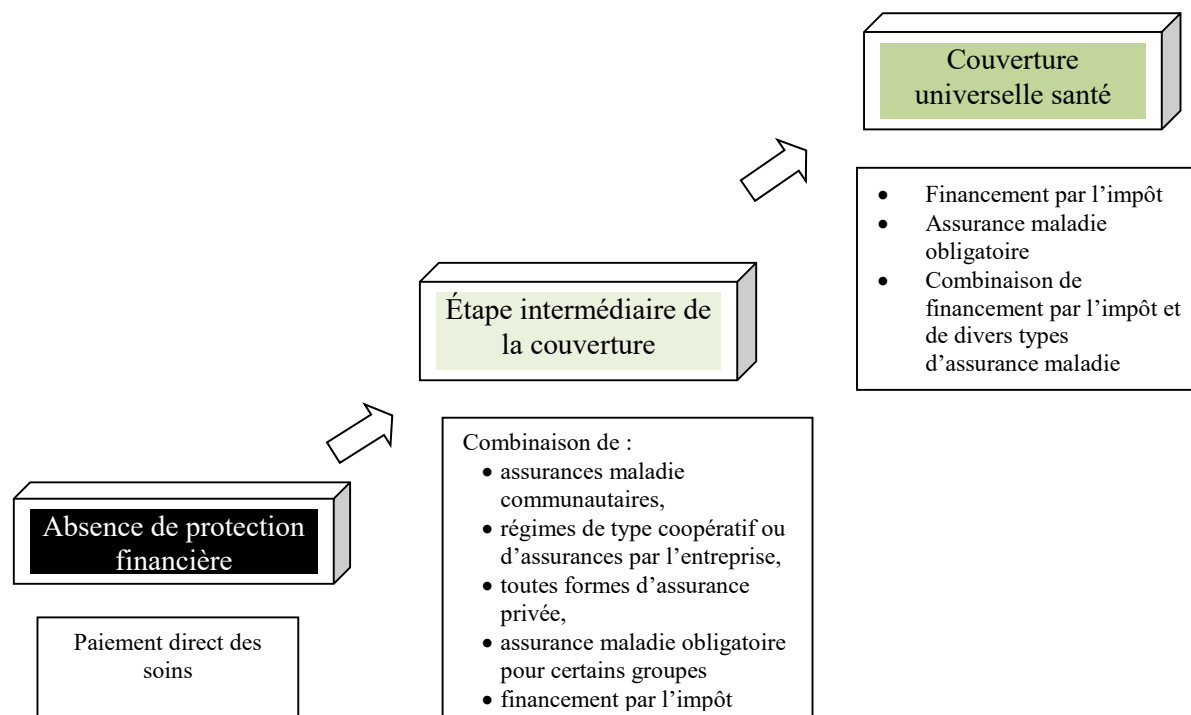 Couverture
universelle santé
• Financement par l’impôt
• Assurance maladie
obligatoire
• Combinaison de
financement par l’impôt et
de divers types
d’assurance maladie
Étape intermédiaire de
la couverture
Combinaison de :
• assurances maladie
communautaires,
• régimes de type coopératif ou
d’assurances par l’entreprise,
• toutes formes d’assurance
privée,
• assurance maladie obligatoire
pour certains groupes
• financement par l’impôt
Absence de protection
financière
Paiement direct des
soins